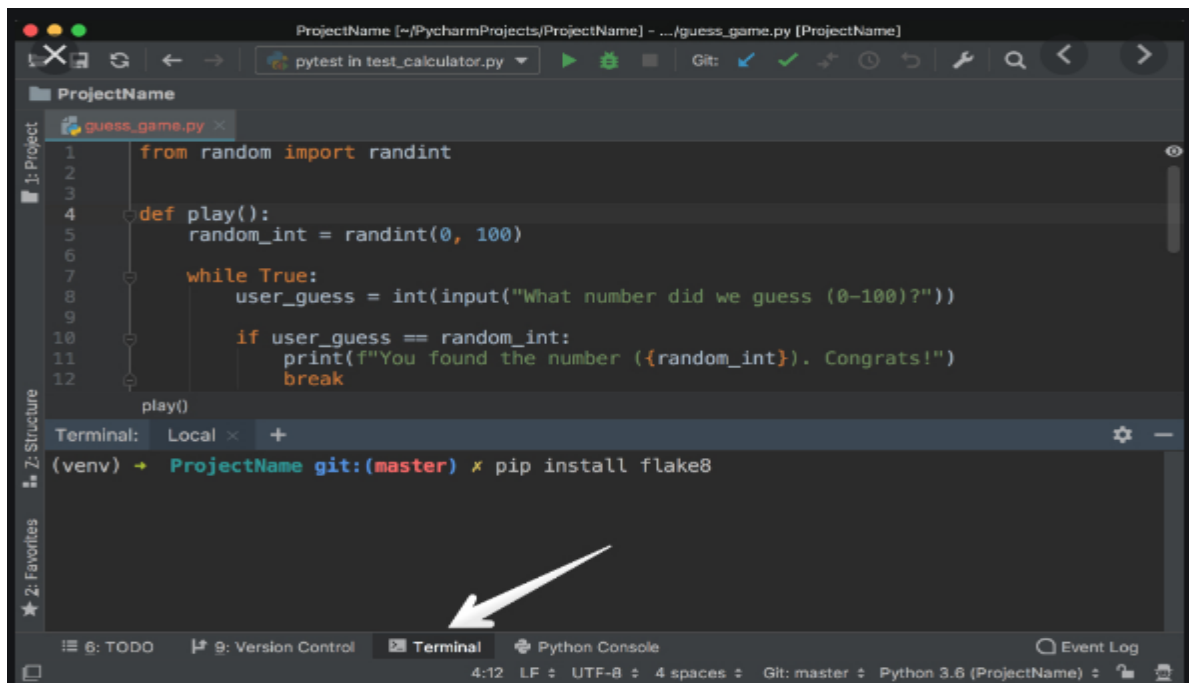 ProjectName [~/PycharmProjects/ProjectName] - .../guess_game.py [ProjectName]
pytest in test_calculator.py Git:
ProjectName
guess_game.py
1: Project
1 from random import randint
2
3
4 def play():
5 random_int = randint(0, 100)
6
7 while True:
8 user_guess = int(input("What number did we guess (0-100)?"))
9
10 if user_guess == random_int:
11 print(f"You found the number ({random_int}). Congrats!")
12 break
play()
Z: Structure
Terminal: Local × +
(venv) → ProjectName git:(master) ✗ pip install flake8
2: Favorites
6: TODO 9: Version Control Terminal Python Console Event Log
4:12 LF UTF-8 4 spaces Git: master Python 3.6 (ProjectName)